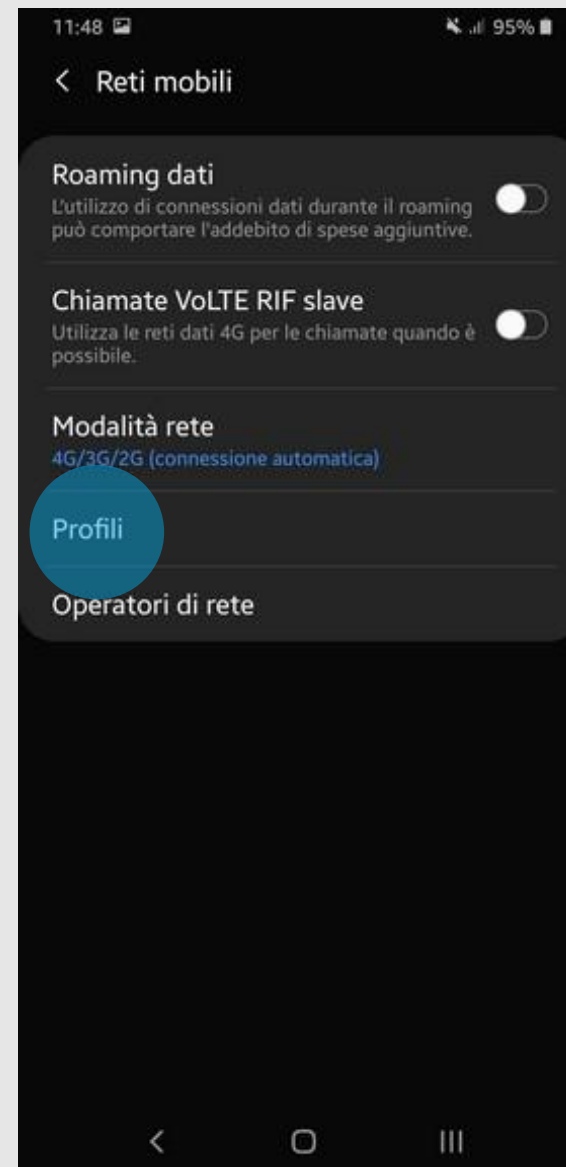 11:48 95%
Reti mobili
Roaming dati
L'utilizzo di connessioni dati durante il roaming
può comportare l'addebito di spese aggiuntive.
Chiamate VoLTE RIF slave
Utilizza le reti dati 4G per le chiamate quando è
possibile.
Modalità rete
4G/3G/2G (connessione automatica)
Profili
Operatori di rete